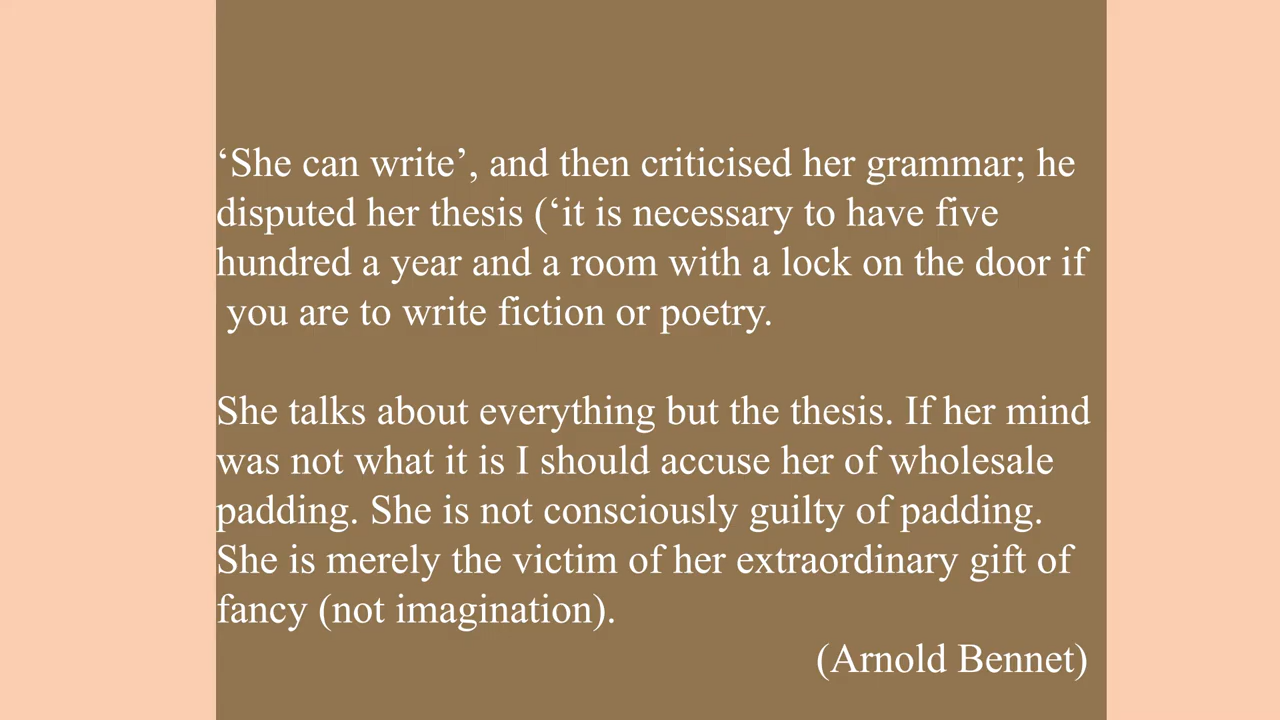 ‘She can write’, and then criticised her grammar; he
disputed her thesis (‘it is necessary to have five
hundred a year and a room with a lock on the door if
you are to write fiction or poetry.
She talks about everything but the thesis. If her mind
was not what it is I should accuse her of wholesale
padding. She is not consciously guilty of padding.
She is merely the victim of her extraordinary gift of
fancy (not imagination).
(Arnold Bennet)